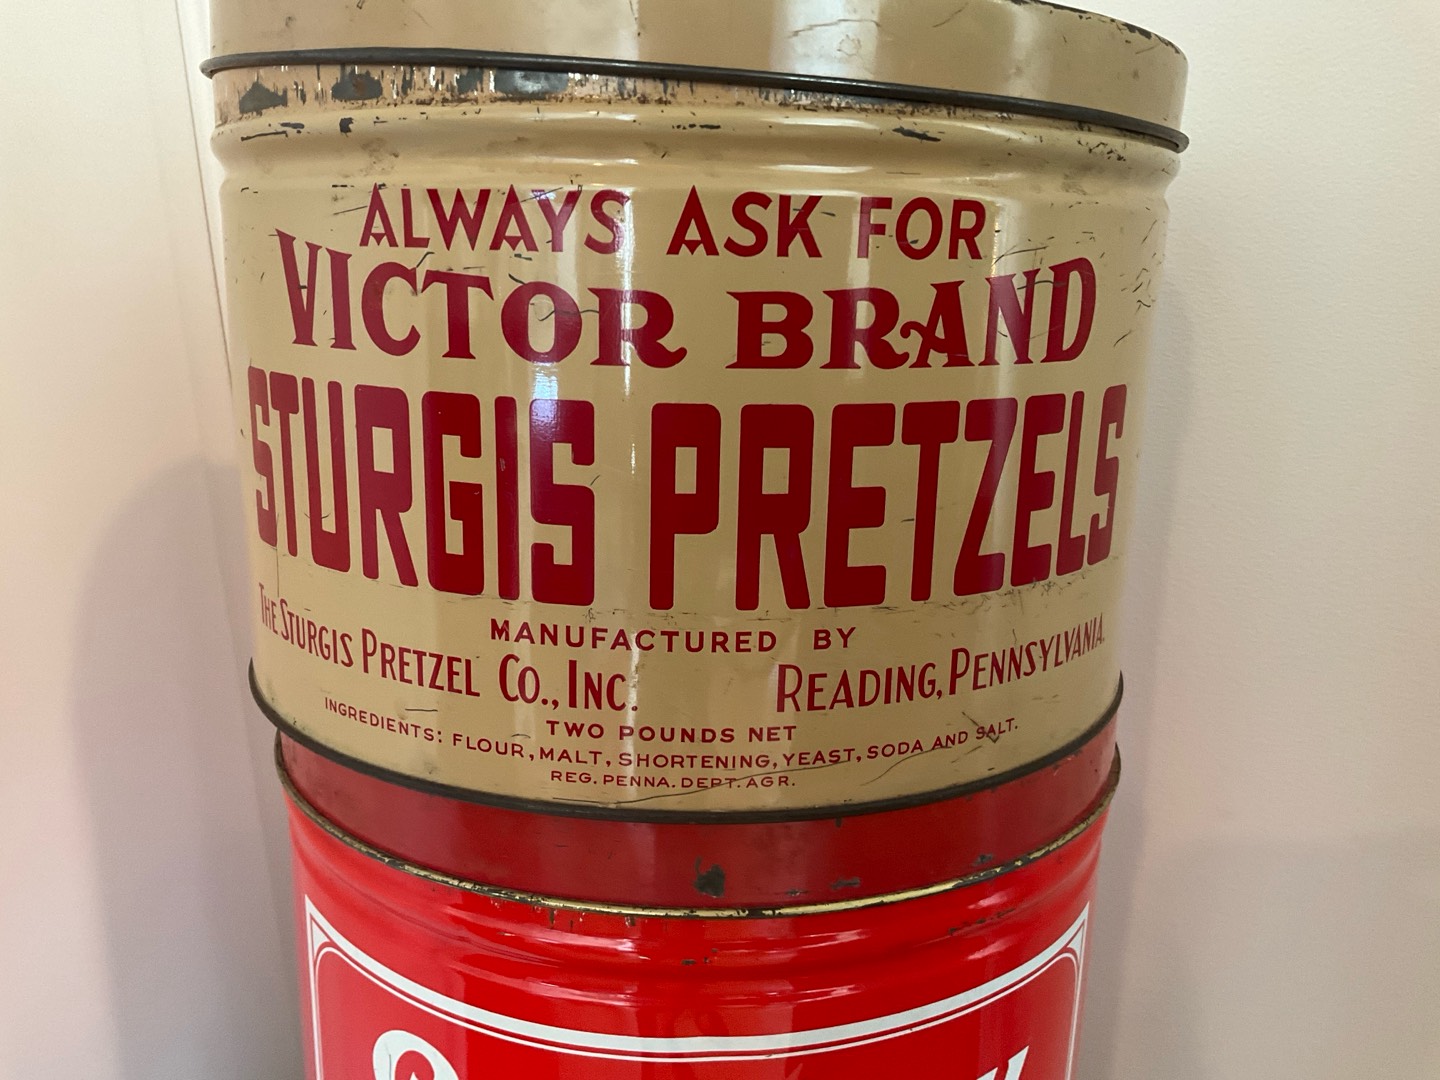 ALWAYS ASK FOR
VICTOR BRAND
STURGIS PRETZELS
MANUFACTURED BY
THE STURGIS PRETZEL CO., INC. READING, PENNSYLVANIA.
TWO POUNDS NET
INGREDIENTS: FLOUR, MALT, SHORTENING, YEAST, SODA AND SALT.
REG. PENNA. DEPT. AGR.